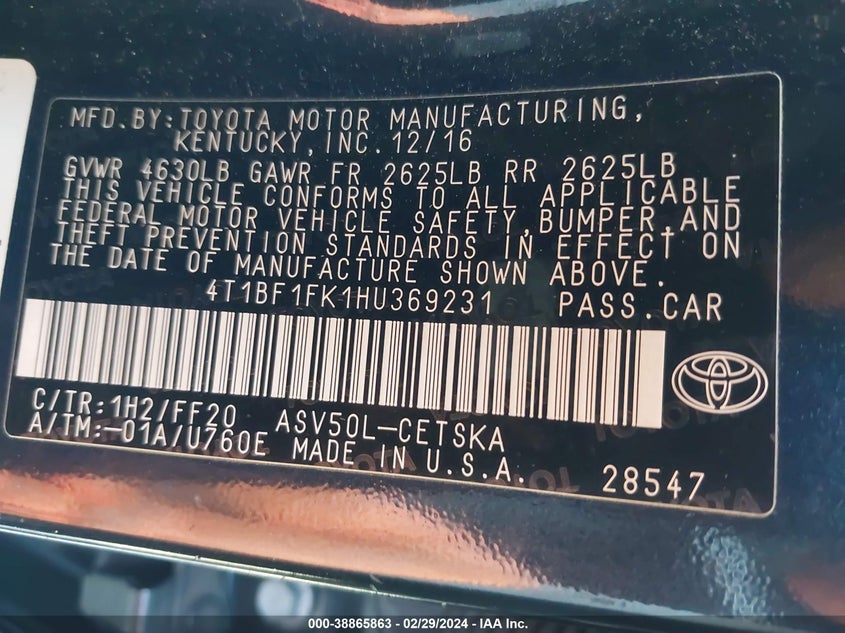 MFD.BY:TOYOTA MOTOR MANUFACTURING,
KENTUCKY,INC.12/16
GVWR 4630LB GAWR FR 2625LB RR 2625LB
THIS VEHICLE CONFORMS TO ALL APPLICABLE
FEDERAL MOTOR VEHICLE SAFETY,BUMPER,AND
THEFT PREVENTION STANDARDS IN EFFECT ON
THE DATE OF MANUFACTURE SHOWN ABOVE.
4T1BF1FK1HU369231 PASS.CAR
C/TR:1H2/FF20 ASV50L-CETSKA
A/TM:-01A/U760E MADE IN U.S.A.
28547
000-38865863 - 02/29/2024 - IAA Inc.